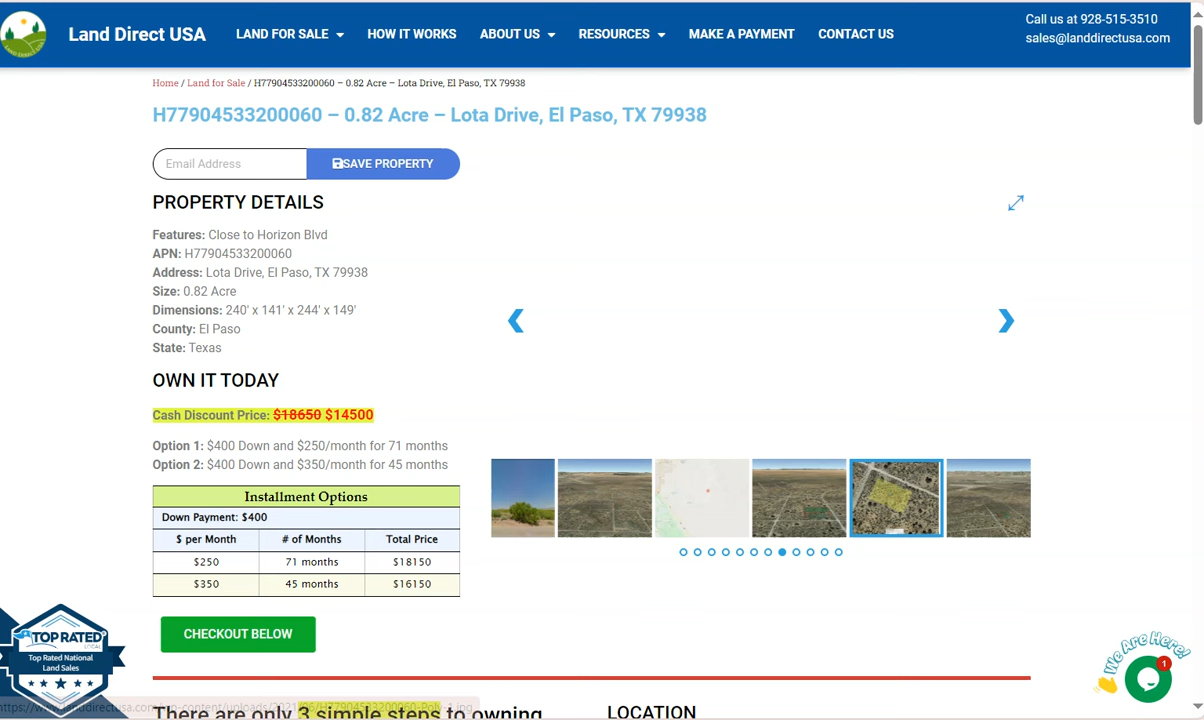 Land Direct USA
LAND FOR SALE
HOW IT WORKS
ABOUT US
RESOURCES
MAKE A PAYMENT
CONTACT US
Call us at 928-515-3510
sales@landdirectusa.com
Home / Land for Sale / H77904533200060 – 0.82 Acre – Lota Drive, El Paso, TX 79938
H77904533200060 – 0.82 Acre – Lota Drive, El Paso, TX 79938
Email Address
SAVE PROPERTY
PROPERTY DETAILS
Features: Close to Horizon Blvd
APN: H77904533200060
Address: Lota Drive, El Paso, TX 79938
Size: 0.82 Acre
Dimensions: 240' x 141' x 244' x 149'
County: El Paso
State: Texas
OWN IT TODAY
Cash Discount Price: $18650 $14500
Option 1: $400 Down and $250/month for 71 months
Option 2: $400 Down and $350/month for 45 months
Installment Options
Down Payment: $400
$ per Month # of Months Total Price
$250 71 months $18150
$350 45 months $16150
CHECKOUT BELOW
TOP RATED
LOCAL
Top Rated National
Land Sales
We Are Here!
1
There are only 3 simple steps to owning
LOCATION